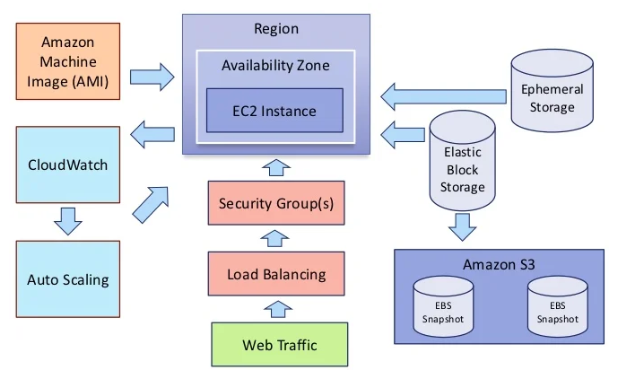 Amazon
Machine
Image (AMI)
Region
Availability Zone
EC2 Instance
Ephemeral
Storage
CloudWatch
Elastic
Block
Storage
Security Group(s)
Auto Scaling
Load Balancing
Amazon S3
EBS
Snapshot
EBS
Snapshot
Web Traffic